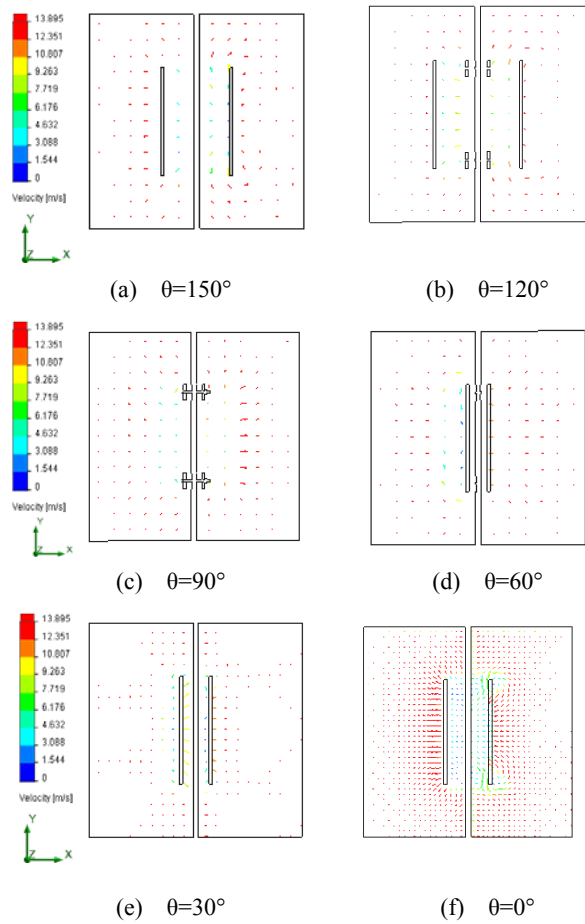 13.895
12.351
10.807
9.263
7.719
6.176
4.632
3.088
1.544
0
Velocity [m/s]
Y
Z
X
(a) θ=150°
(b) θ=120°
13.895
12.351
10.807
9.263
7.719
6.176
4.632
3.088
1.544
0
Velocity [m/s]
Y
Z
X
(c) θ=90°
(d) θ=60°
13.895
12.351
10.807
9.263
7.719
6.176
4.632
3.088
1.544
0
Velocity [m/s]
Y
Z
X
(e) θ=30°
(f) θ=0°